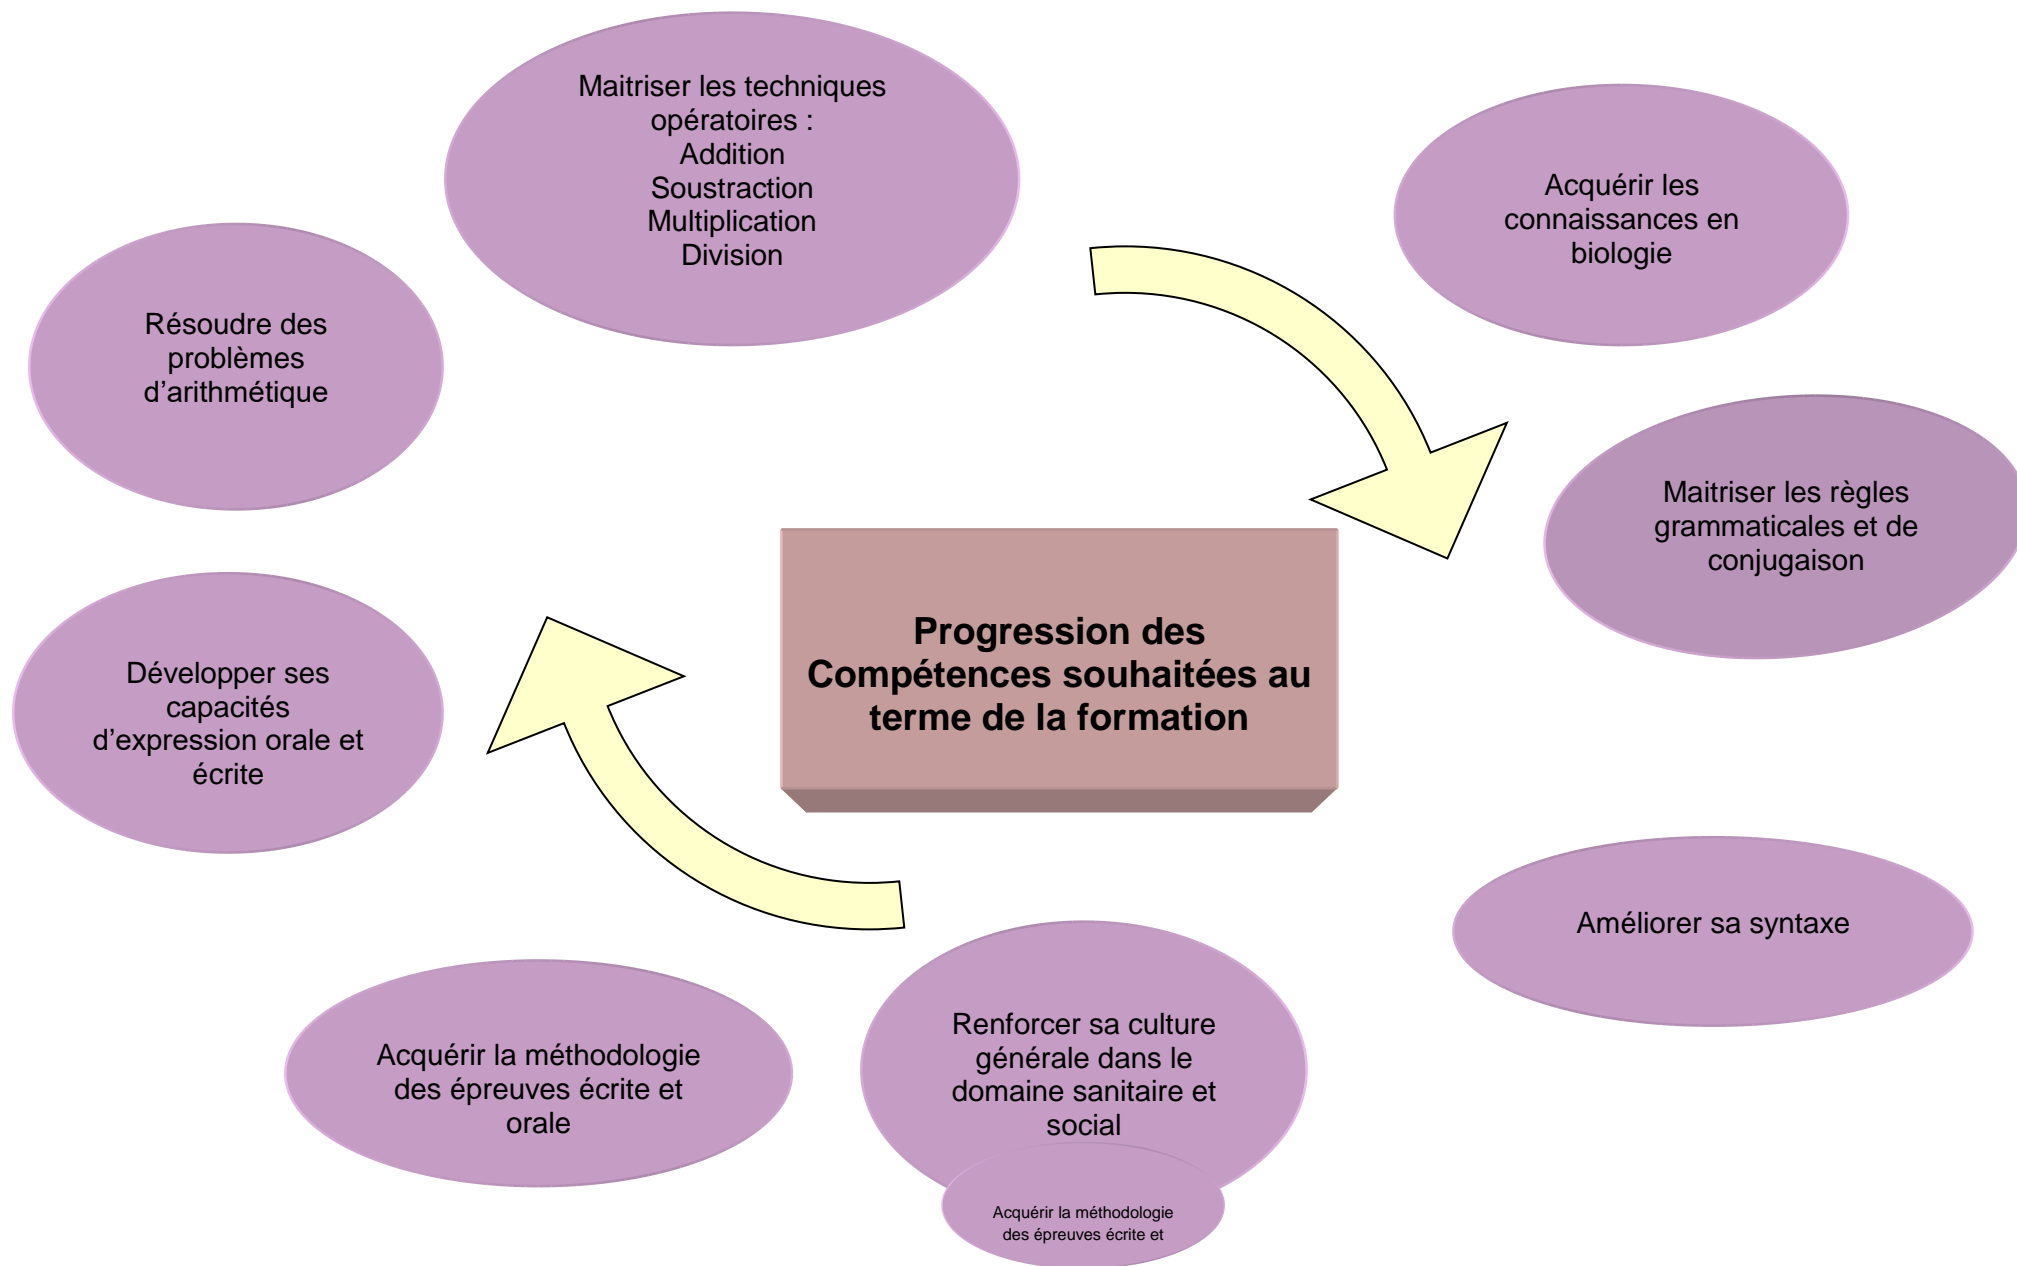 Maitriser les techniques
opératoires :
Addition
Soustraction
Multiplication
Division
Acquérir les
connaissances en
biologie
Résoudre des
problèmes
d’arithmétique
Maitriser les règles
grammaticales et de
conjugaison
Progression des
Compétences souhaitées au
terme de la formation
Développer ses
capacités
d’expression orale et
écrite
Améliorer sa syntaxe
Acquérir la méthodologie
des épreuves écrite et
orale
Renforcer sa culture
générale dans le
domaine sanitaire et
social
Acquérir la méthodologie
des épreuves écrite et